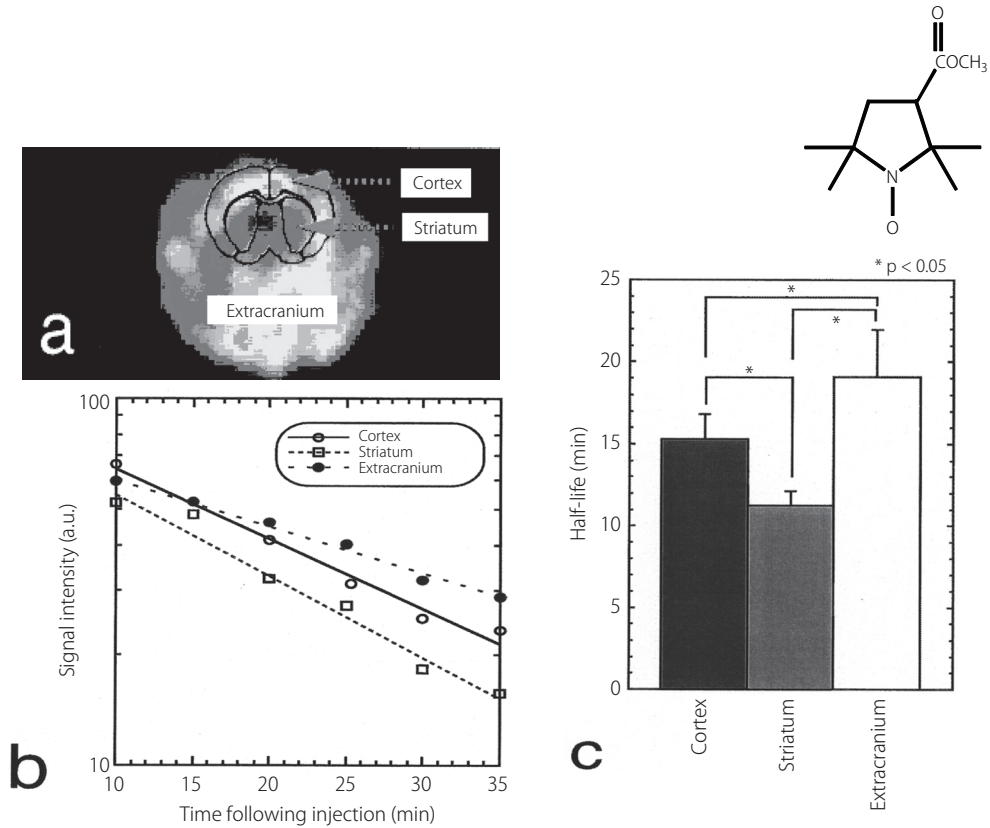 O
COCH3
N
O
Cortex
Striatum
Extracranium
a
100
Cortex
Striatum
Extracranium
Signal intensity (a.u.)
10
10 15 20 25 30 35
Time following injection (min)
b
* p < 0.05
25
*
*
20
*
15
Half-life (min)
10
5
0
Cortex
Striatum
Extracranium
c